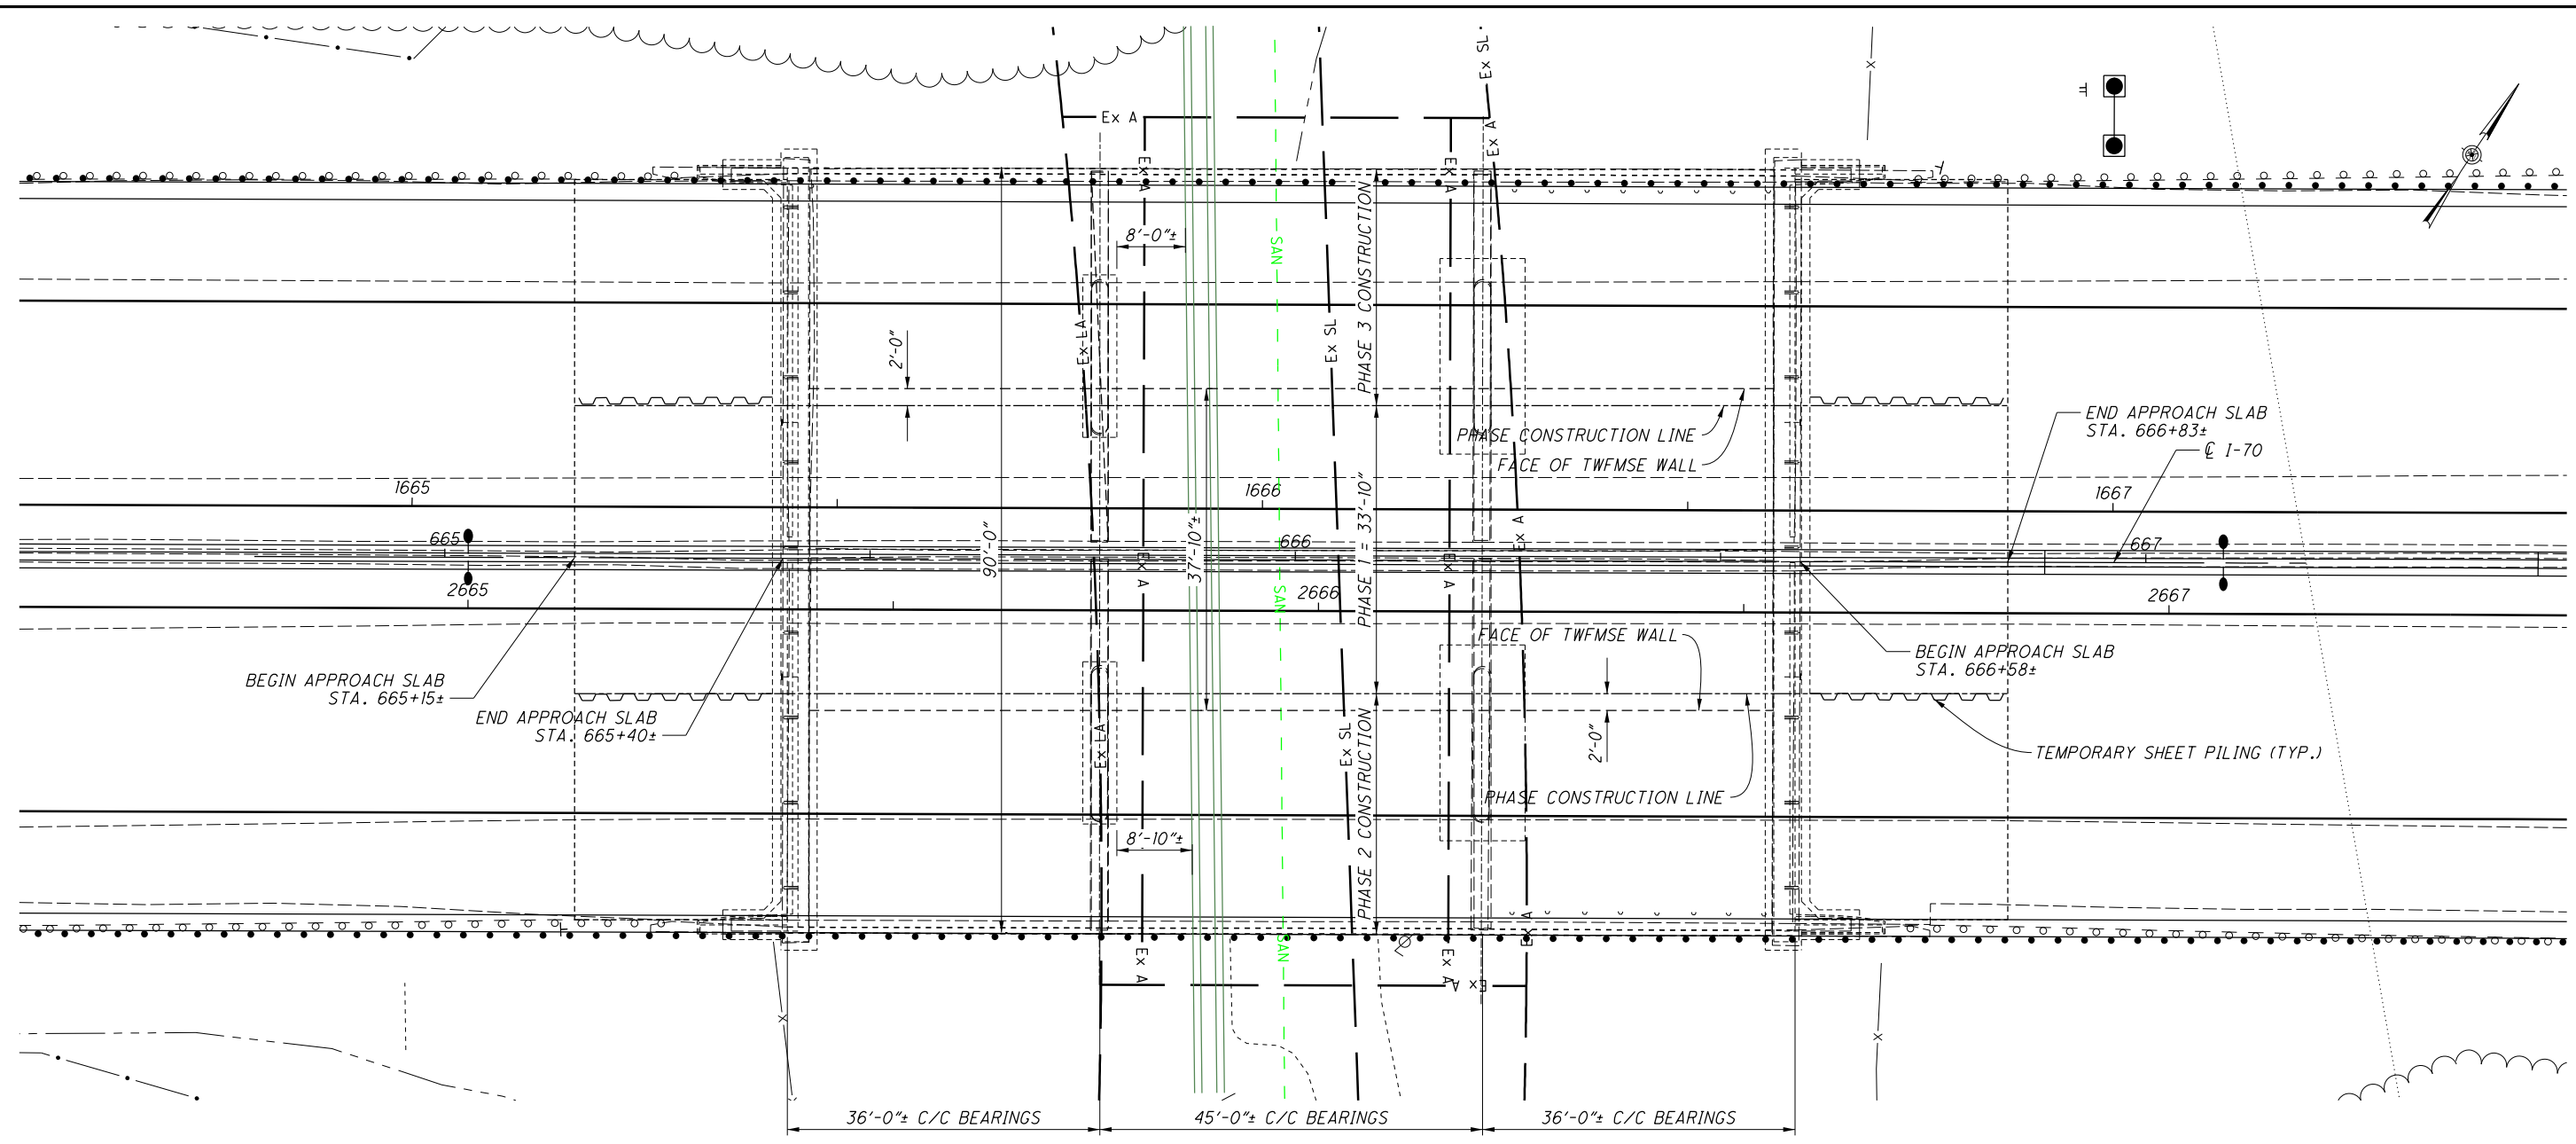 Ex SL
Ex A
Ex A
Ex A
Ex A
8'-0"±
SAN
PHASE 3 CONSTRUCTION
Ex LA
Ex SL
2'-0"
PHASE CONSTRUCTION LINE
FACE OF TWFMSE WALL
END APPROACH SLAB
STA. 666+83±
℄ I-70
1665
1666
1667
665
666
667
2665
2666
2667
90'-0"
37'-10"±
PHASE 1 = 33'-10"
Ex A
Ex A
Ex A
SAN
FACE OF TWFMSE WALL
BEGIN APPROACH SLAB
STA. 666+58±
BEGIN APPROACH SLAB
STA. 665+15±
END APPROACH SLAB
STA. 665+40±
Ex LA
Ex SL
2'-0"
TEMPORARY SHEET PILING (TYP.)
PHASE CONSTRUCTION LINE
PHASE 2 CONSTRUCTION
8'-10"±
SAN
Ex A
Ex A
Ex A
Ex A
X
X
X
36'-0"± C/C BEARINGS
45'-0"± C/C BEARINGS
36'-0"± C/C BEARINGS